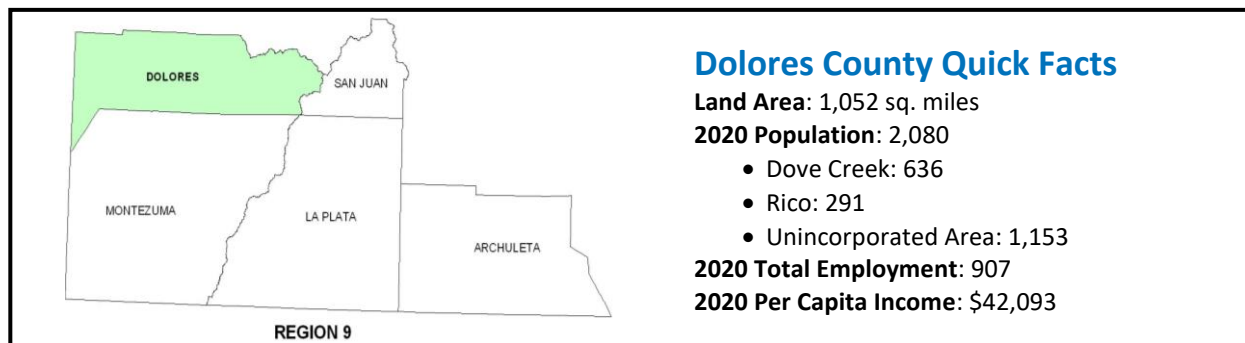 DOLORES
SAN JUAN
MONTEZUMA
LA PLATA
ARCHULETA
REGION 9
Dolores County Quick Facts
Land Area: 1,052 sq. miles
2020 Population: 2,080
• Dove Creek: 636
• Rico: 291
• Unincorporated Area: 1,153
2020 Total Employment: 907
2020 Per Capita Income: $42,093